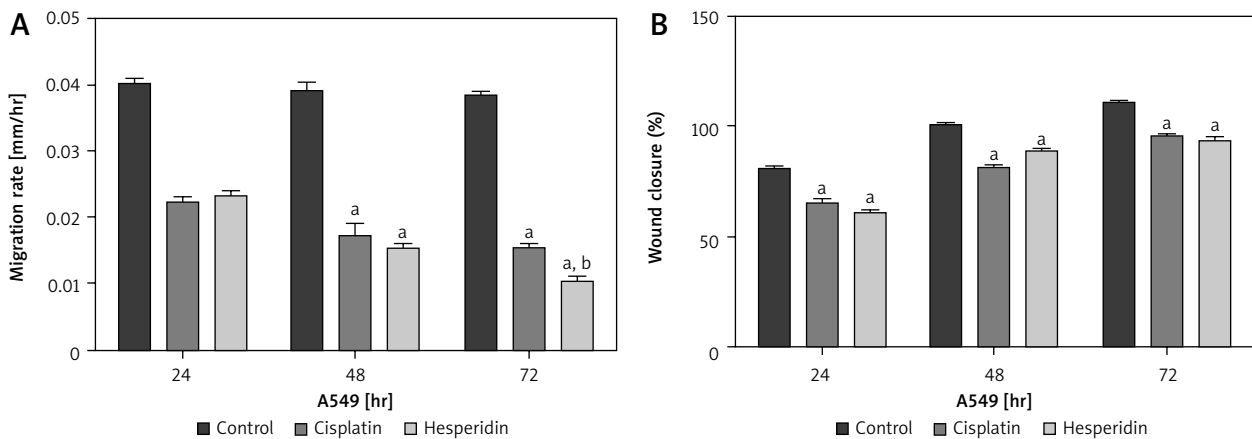 A
Migration rate [mm/hr]
0.05
0.04
0.03
0.02
0.01
0
a
a
a
a, b
24
48
72
A549 [hr]
Control
Cisplatin
Hesperidin
B
Wound closure (%)
150
100
50
0
a
a
a
a
a
a
24
48
72
A549 [hr]
Control
Cisplatin
Hesperidin